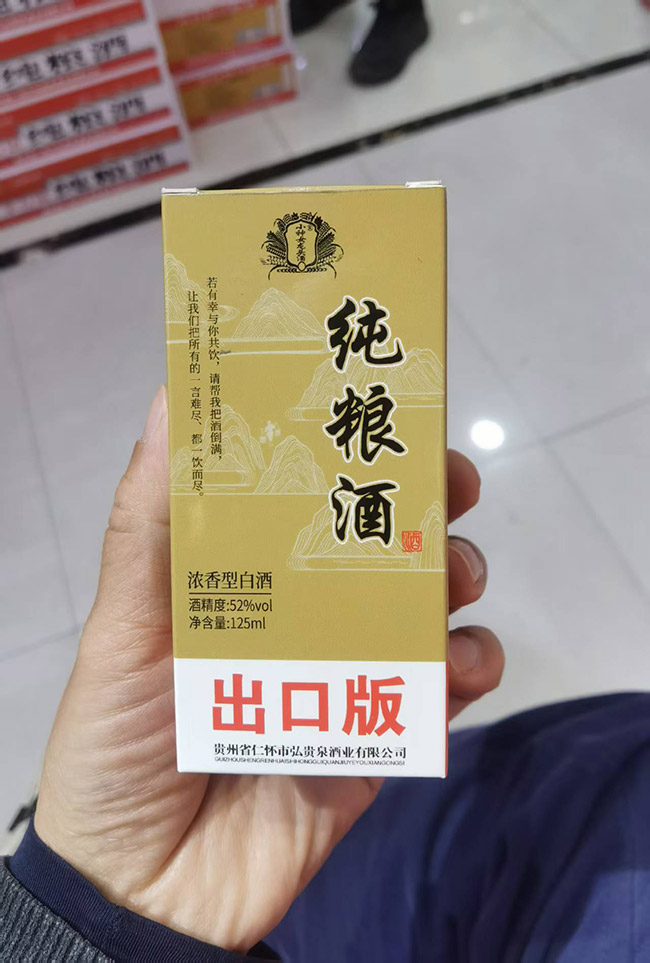 若有幸与你共饮，请帮我把酒倒满，
让我们把所有的一言难尽、都一饮而尽。
纯粮酒
浓香型白酒
酒精度:52%vol
净含量:125ml
出口版
贵州省仁怀市弘贵泉酒业有限公司
GUIZHOUSHENGRENHUAISHIHONGGUIQUANJIUYEYOUXIANGONGSI